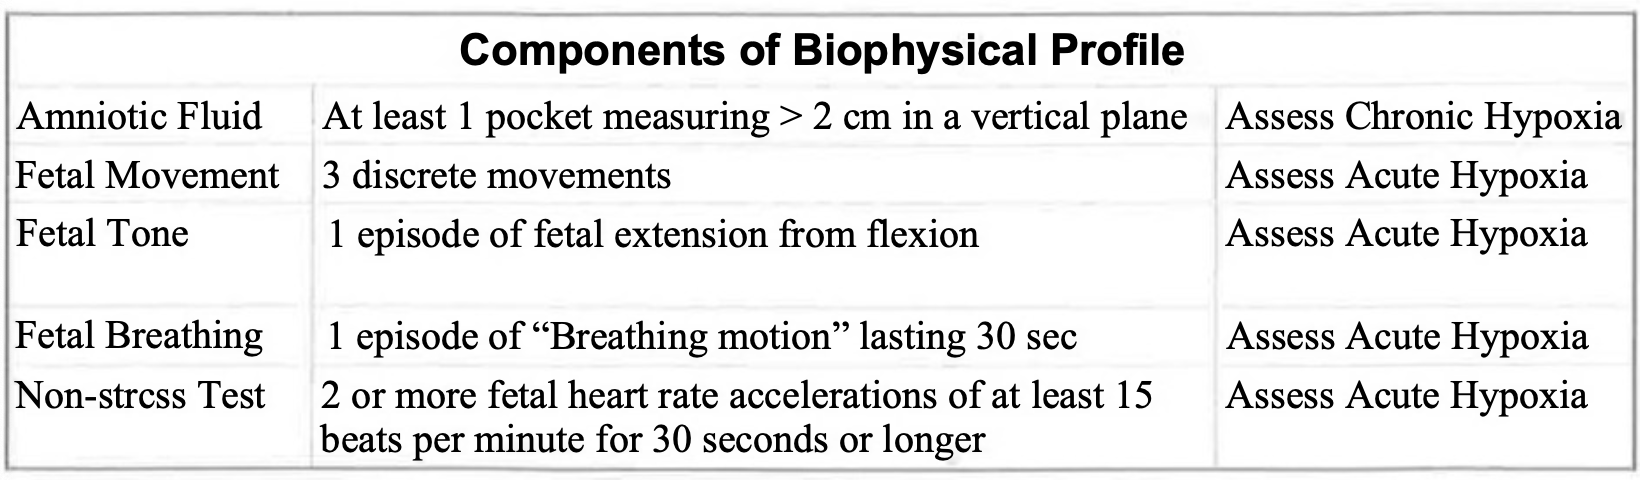 Components of Biophysical Profile
Amniotic Fluid At least 1 pocket measuring > 2 cm in a vertical plane Assess Chronic Hypoxia
Fetal Movement 3 discrete movements Assess Acute Hypoxia
Fetal Tone 1 episode of fetal extension from flexion Assess Acute Hypoxia
Fetal Breathing 1 episode of “Breathing motion” lasting 30 sec Assess Acute Hypoxia
Non-strcss Test 2 or more fetal heart rate accelerations of at least 15 Assess Acute Hypoxia
beats per minute for 30 seconds or longer